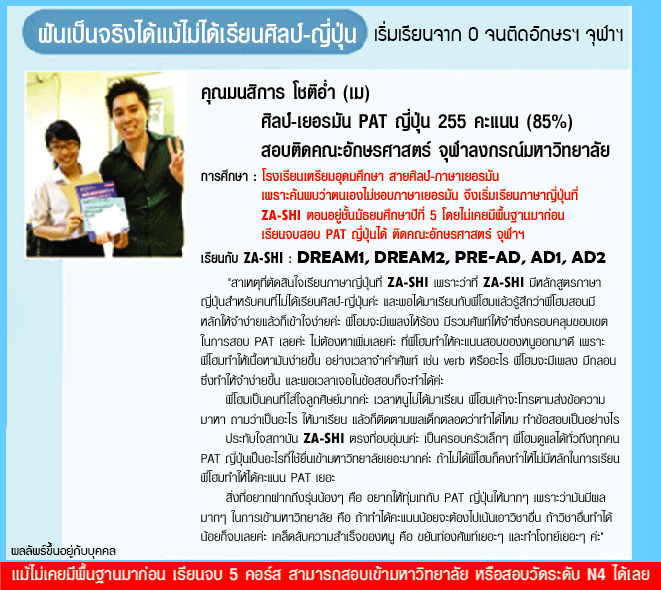 ฝันเป็นจริงได้แม้ไม่ได้เรียนศิลป์-ญี่ปุ่น เริ่มเรียนจาก 0 จนติดอักษรฯ จุฬาฯ
คุณมนสิการ โชติอ่ำ (เม)
ศิลป์-เยอรมัน PAT ญี่ปุ่น 255 คะแนน (85%)
สอบติดคณะอักษรศาสตร์ จุฬาลงกรณ์มหาวิทยาลัย
การศึกษา : โรงเรียนเตรียมอุดมศึกษา สายศิลป์-ภาษาเยอรมัน
เพราะค้นพบว่าตนเองไม่ชอบภาษาเยอรมัน จึงเริ่มเรียนภาษาญี่ปุ่นที่
ZA-SHI ตอนอยู่ชั้นมัธยมศึกษาปีที่ 5 โดยไม่เคยมีพื้นฐานมาก่อน
เรียนจบสอบ PAT ญี่ปุ่นได้ ติดคณะอักษรศาสตร์ จุฬาฯ
เรียนกับ ZA-SHI : DREAM1, DREAM2, PRE-AD, AD1, AD2
"สาเหตุที่ตัดสินใจเรียนภาษาญี่ปุ่นที่ ZA-SHI เพราะว่าที่ ZA-SHI มีหลักสูตรภาษา
ญี่ปุ่นสำหรับคนที่ไม่ได้เรียนศิลป์-ญี่ปุ่นค่ะ และพอได้มาเรียนกับพี่โฮมแล้วรู้สึกว่าพี่โฮมสอนมี
หลักให้จำง่ายแล้วก็เข้าใจง่ายค่ะ พี่โฮมจะมีเพลงให้ร้อง มีรวมศัพท์ให้จำซึ่งครอบคลุมขอบเขต
ในการสอบ PAT เลยค่ะ ไม่ต้องหาเพิ่มเลยค่ะ ที่พี่โฮมทำให้คะแนนสอบของหนูออกมาดี เพราะ
พี่โฮมทำให้เนื้อหามันง่ายขึ้น อย่างเวลาจำคำศัพท์ เช่น verb หรืออะไร พี่โฮมจะมีเพลง มีกลอน
ซึ่งทำให้จำง่ายขึ้น และพอเวลาเจอในข้อสอบก็จะทำได้ค่ะ
พี่โฮมเป็นคนที่ใส่ใจลูกศิษย์มากค่ะ เวลาหนูไม่ได้มาเรียน พี่โฮมเค้าจะโทรตามส่งข้อความ
มาหา ถามว่าเป็นอะไร ให้มาเรียน แล้วก็ติดตามผลเด็กตลอดว่าทำได้ไหม ทำข้อสอบเป็นอย่างไร
ประทับใจสถาบัน ZA-SHI ตรงที่อบอุ่นนค่ะ เป็นครอบครัวเล็กๆ พี่โฮมดูแลได้ทั่วถึงทุกคน
PAT ญี่ปุ่นเป็นอะไรที่ใช้ยื่นเข้ามหาวิทยาลัยเยอะมากค่ะ ถ้าไม่ได้พี่โฮมก็คงทำให้ไม่มีหลักในการเรียน
พี่โฮมทำให้ได้คะแนน PAT เยอะ
สิ่งที่อยากฝากถึงรุ่นน้องๆ คือ อยากให้ทุ่มเทกับ PAT ญี่ปุ่นให้มากๆ เพราะว่ามันมีผล
มากๆ ในการเข้ามหาวิทยาลัย คือ ถ้าทำได้คะแนนน้อยจะต้องไปเน้นเอาวิชาอื่น ถ้าวิชาอื่นทำได้
น้อยก็จบเลยค่ะ เคล็ดลับความสำเร็จของหนู คือ ขยันท่องศัพท์เยอะๆ และทำโจทย์เยอะๆ ค่ะ"
ผลลัพธ์ขึ้นอยู่กับบุคคล
แม้ไม่เคยมีพื้นฐานมาก่อน เรียนจบ 5 คอร์ส สามารถสอบเข้ามหาวิทยาลัย หรือสอบวัดระดับ N4 ได้เลย